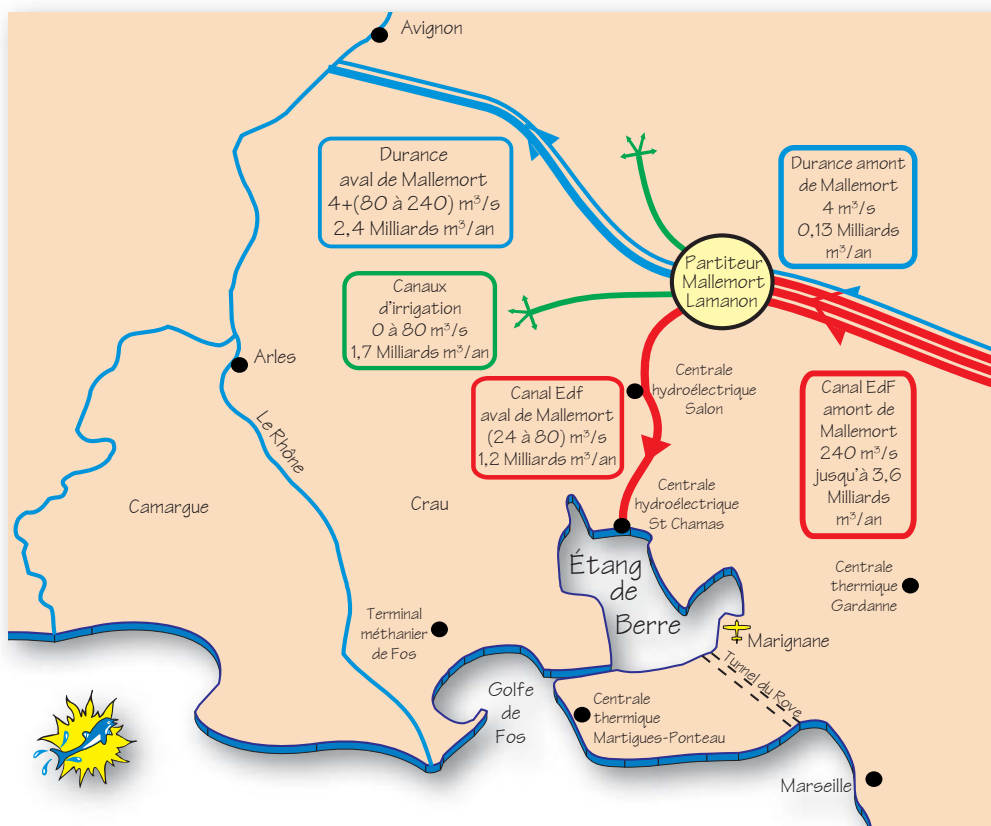 Avignon
Durance
aval de Mallemort
4+(80 à 240) m³/s
2,4 Milliards m³/an
Durance amont
de Mallemort
4 m³/s
0,13 Milliards
m³/an
Partiteur
Mallemort
Lamanon
Canaux
d'irrigation
0 à 80 m³/s
1,7 Milliards m³/an
Arles
Le Rhône
Centrale
hydroélectrique
Salon
Canal Edf
aval de Mallemort
(24 à 80) m³/s
1,2 Milliards m³/an
Canal EdF
amont de
Mallemort
240 m³/s
jusqu'à 3,6
Milliards
m³/an
Camargue
Crau
Centrale
hydroélectrique
St Chamas
Étang
de
Berre
Centrale
thermique
Gardanne
Terminal
méthanier
de Fos
Marignane
Tunnel du Rove
Golfe
de
Fos
Centrale
thermique
Martigues-Ponteau
Marseille